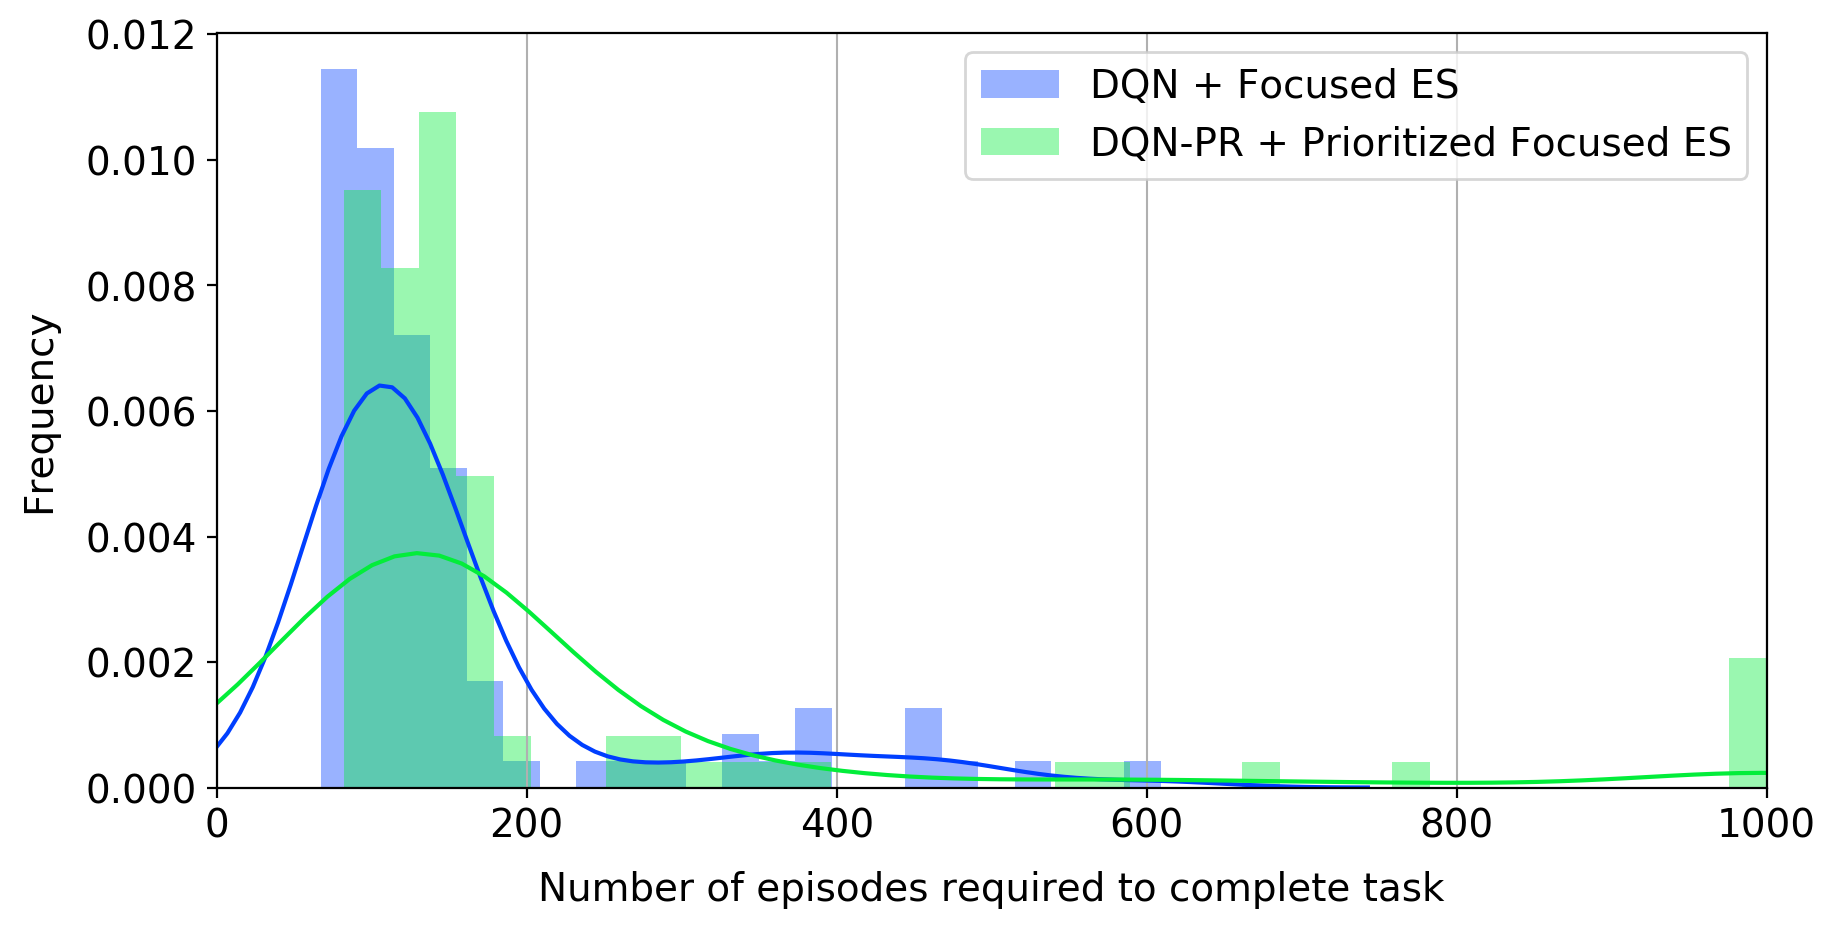 0.012
0.010
0.008
0.006
0.004
0.002
0.000
Frequency
DQN + Focused ES
DQN-PR + Prioritized Focused ES
0 200 400 600 800 1000
Number of episodes required to complete task